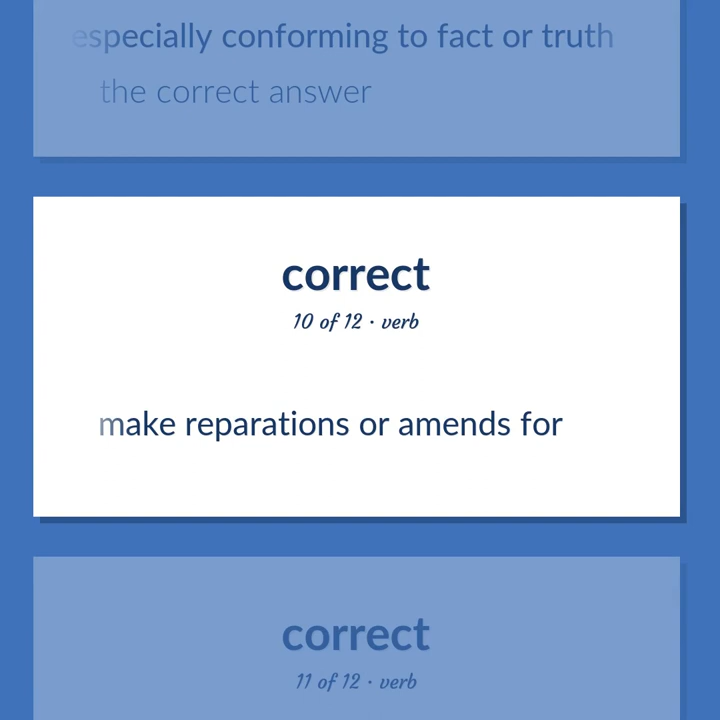 especially conforming to fact or truth
the correct answer
correct
10 of 12 · verb
make reparations or amends for
correct
11 of 12 · verb